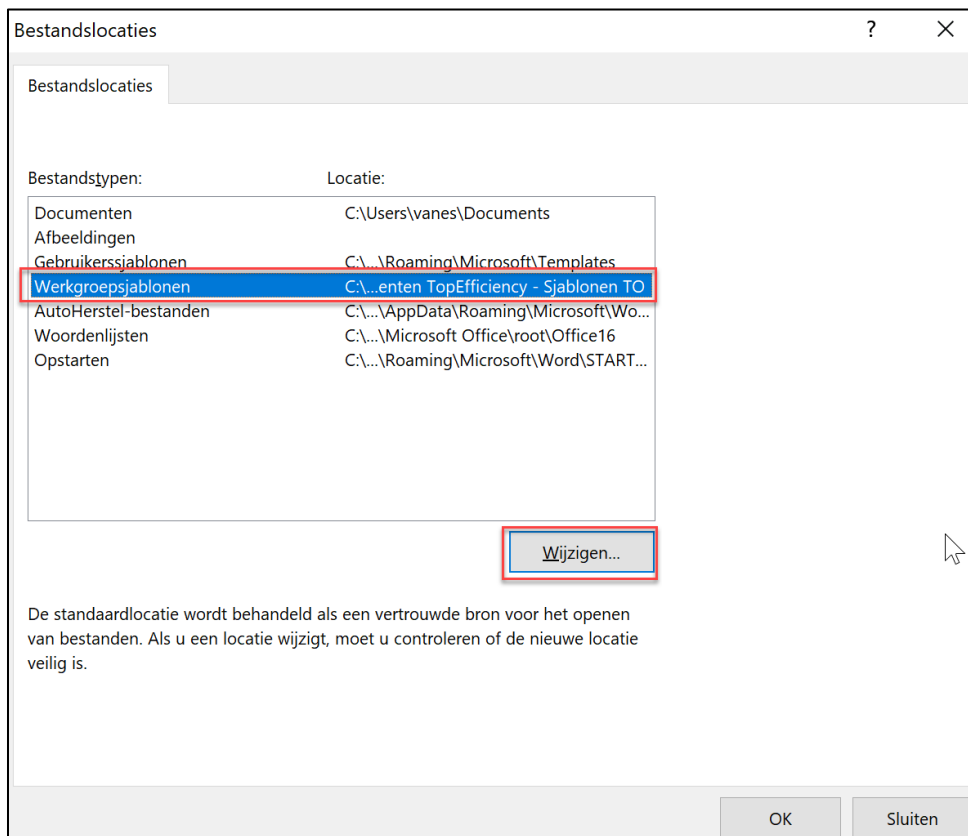 Bestandslocaties ?
Bestandslocaties
Bestandstypen: Locatie:
Documenten C:\Users\vanes\Documents
Afbeeldingen
Gebruikerssjablonen C:\...\Roaming\Microsoft\Templates
Werkgroepsjablonen C:\...enten TopEfficiency - Sjablonen TO
AutoHerstel-bestanden C:\...\AppData\Roaming\Microsoft\Wo...
Woordenlijsten C:\...\Microsoft Office\root\Office16
Opstarten C:\...\Roaming\Microsoft\Word\START...
Wijzigen...
De standaardlocatie wordt behandeld als een vertrouwde bron voor het openen
van bestanden. Als u een locatie wijzigt, moet u controleren of de nieuwe locatie
veilig is.
OK Sluiten